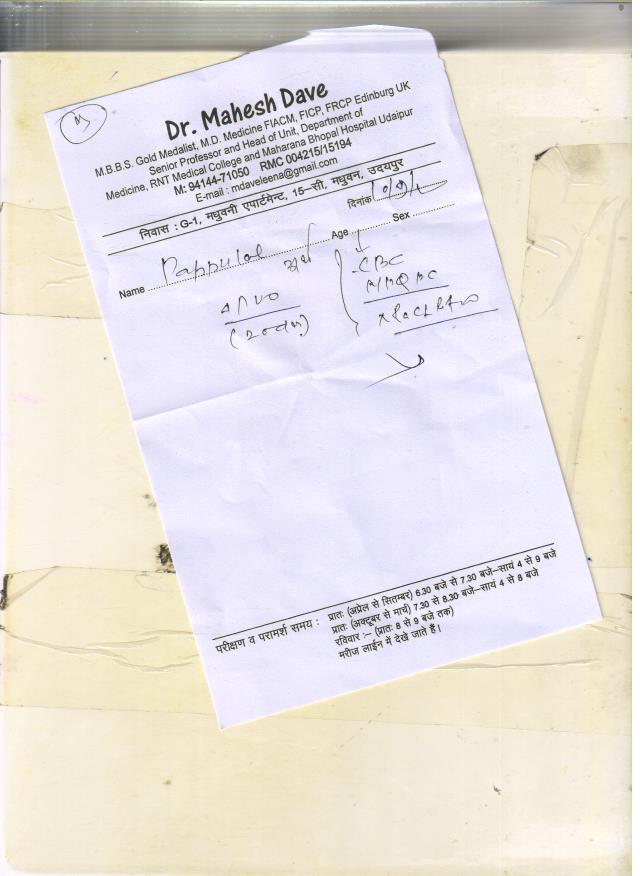 Dr. Mahesh Dave
M.B.B.S. Gold Medalist, M.D. Medicine FIACM, FICP, FRCP Edinburg UK
Senior Professor and Head of Unit, Department of
Medicine, RNT Medical College and Maharana Bhopal Hospital Udaipur
M: 94144-71050 RMC 004215/15194
E-mail : mdaveleena@gmail.com
निवास : G-1, मधुवनी एपार्टमेन्ट, 15-सी, मधुवन, उदयपुर
दिनांक
Name Pappulal Age Sex
CBC
परीक्षण व परामर्श समय : प्रातः (अप्रेल से सितम्बर) 6.30 बजे से 7.30 बजे-सायं 4 से 9 बजे
प्रातः (अक्टूबर से मार्च) 7.30 से 8.30 बजे-सायं 4 से 8 बजे
रविवार :- (प्रातः 8 से 9 बजे तक)
मरीज लाईन में देखे जाते हैं।